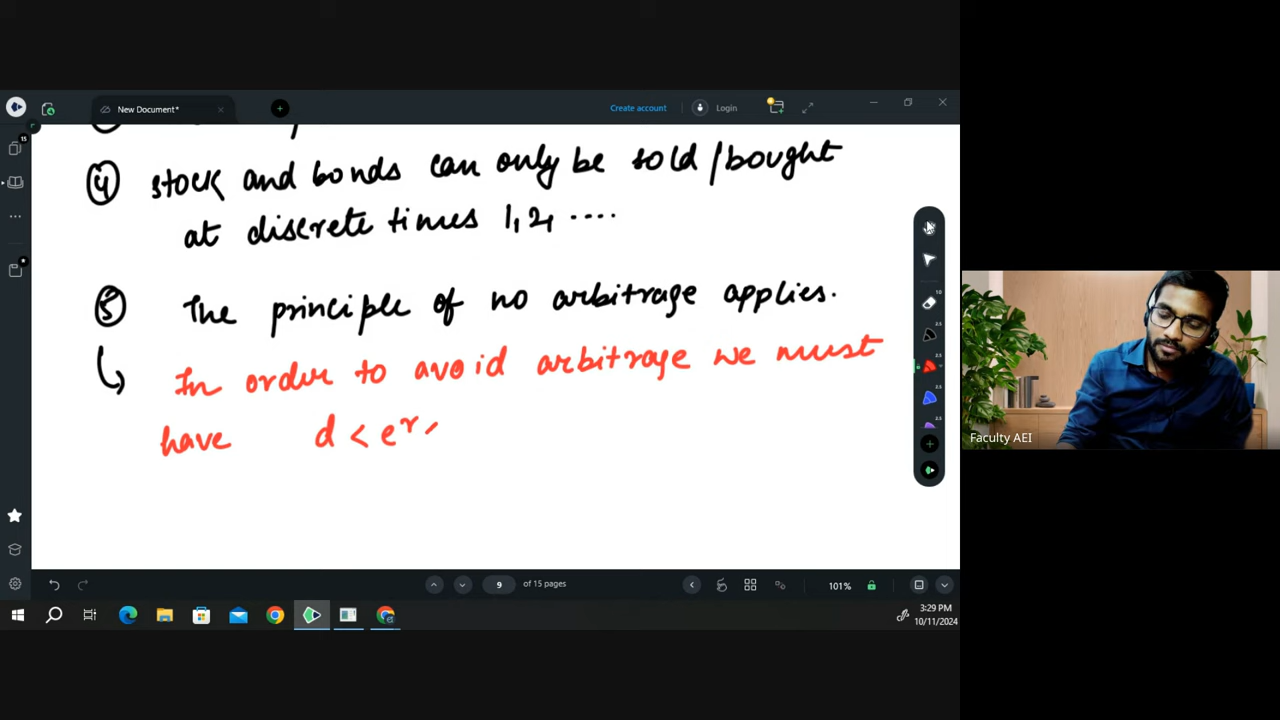 New Document*
Create account
Login
④ stock and bonds can only be sold/bought
at discrete times 1, 2, ....
⑤ The principle of no arbitrage applies.
In order to avoid arbitrage we must
have d < e^r <
Faculty AEI
9 of 15 pages
101%
3:29 PM
10/11/2024